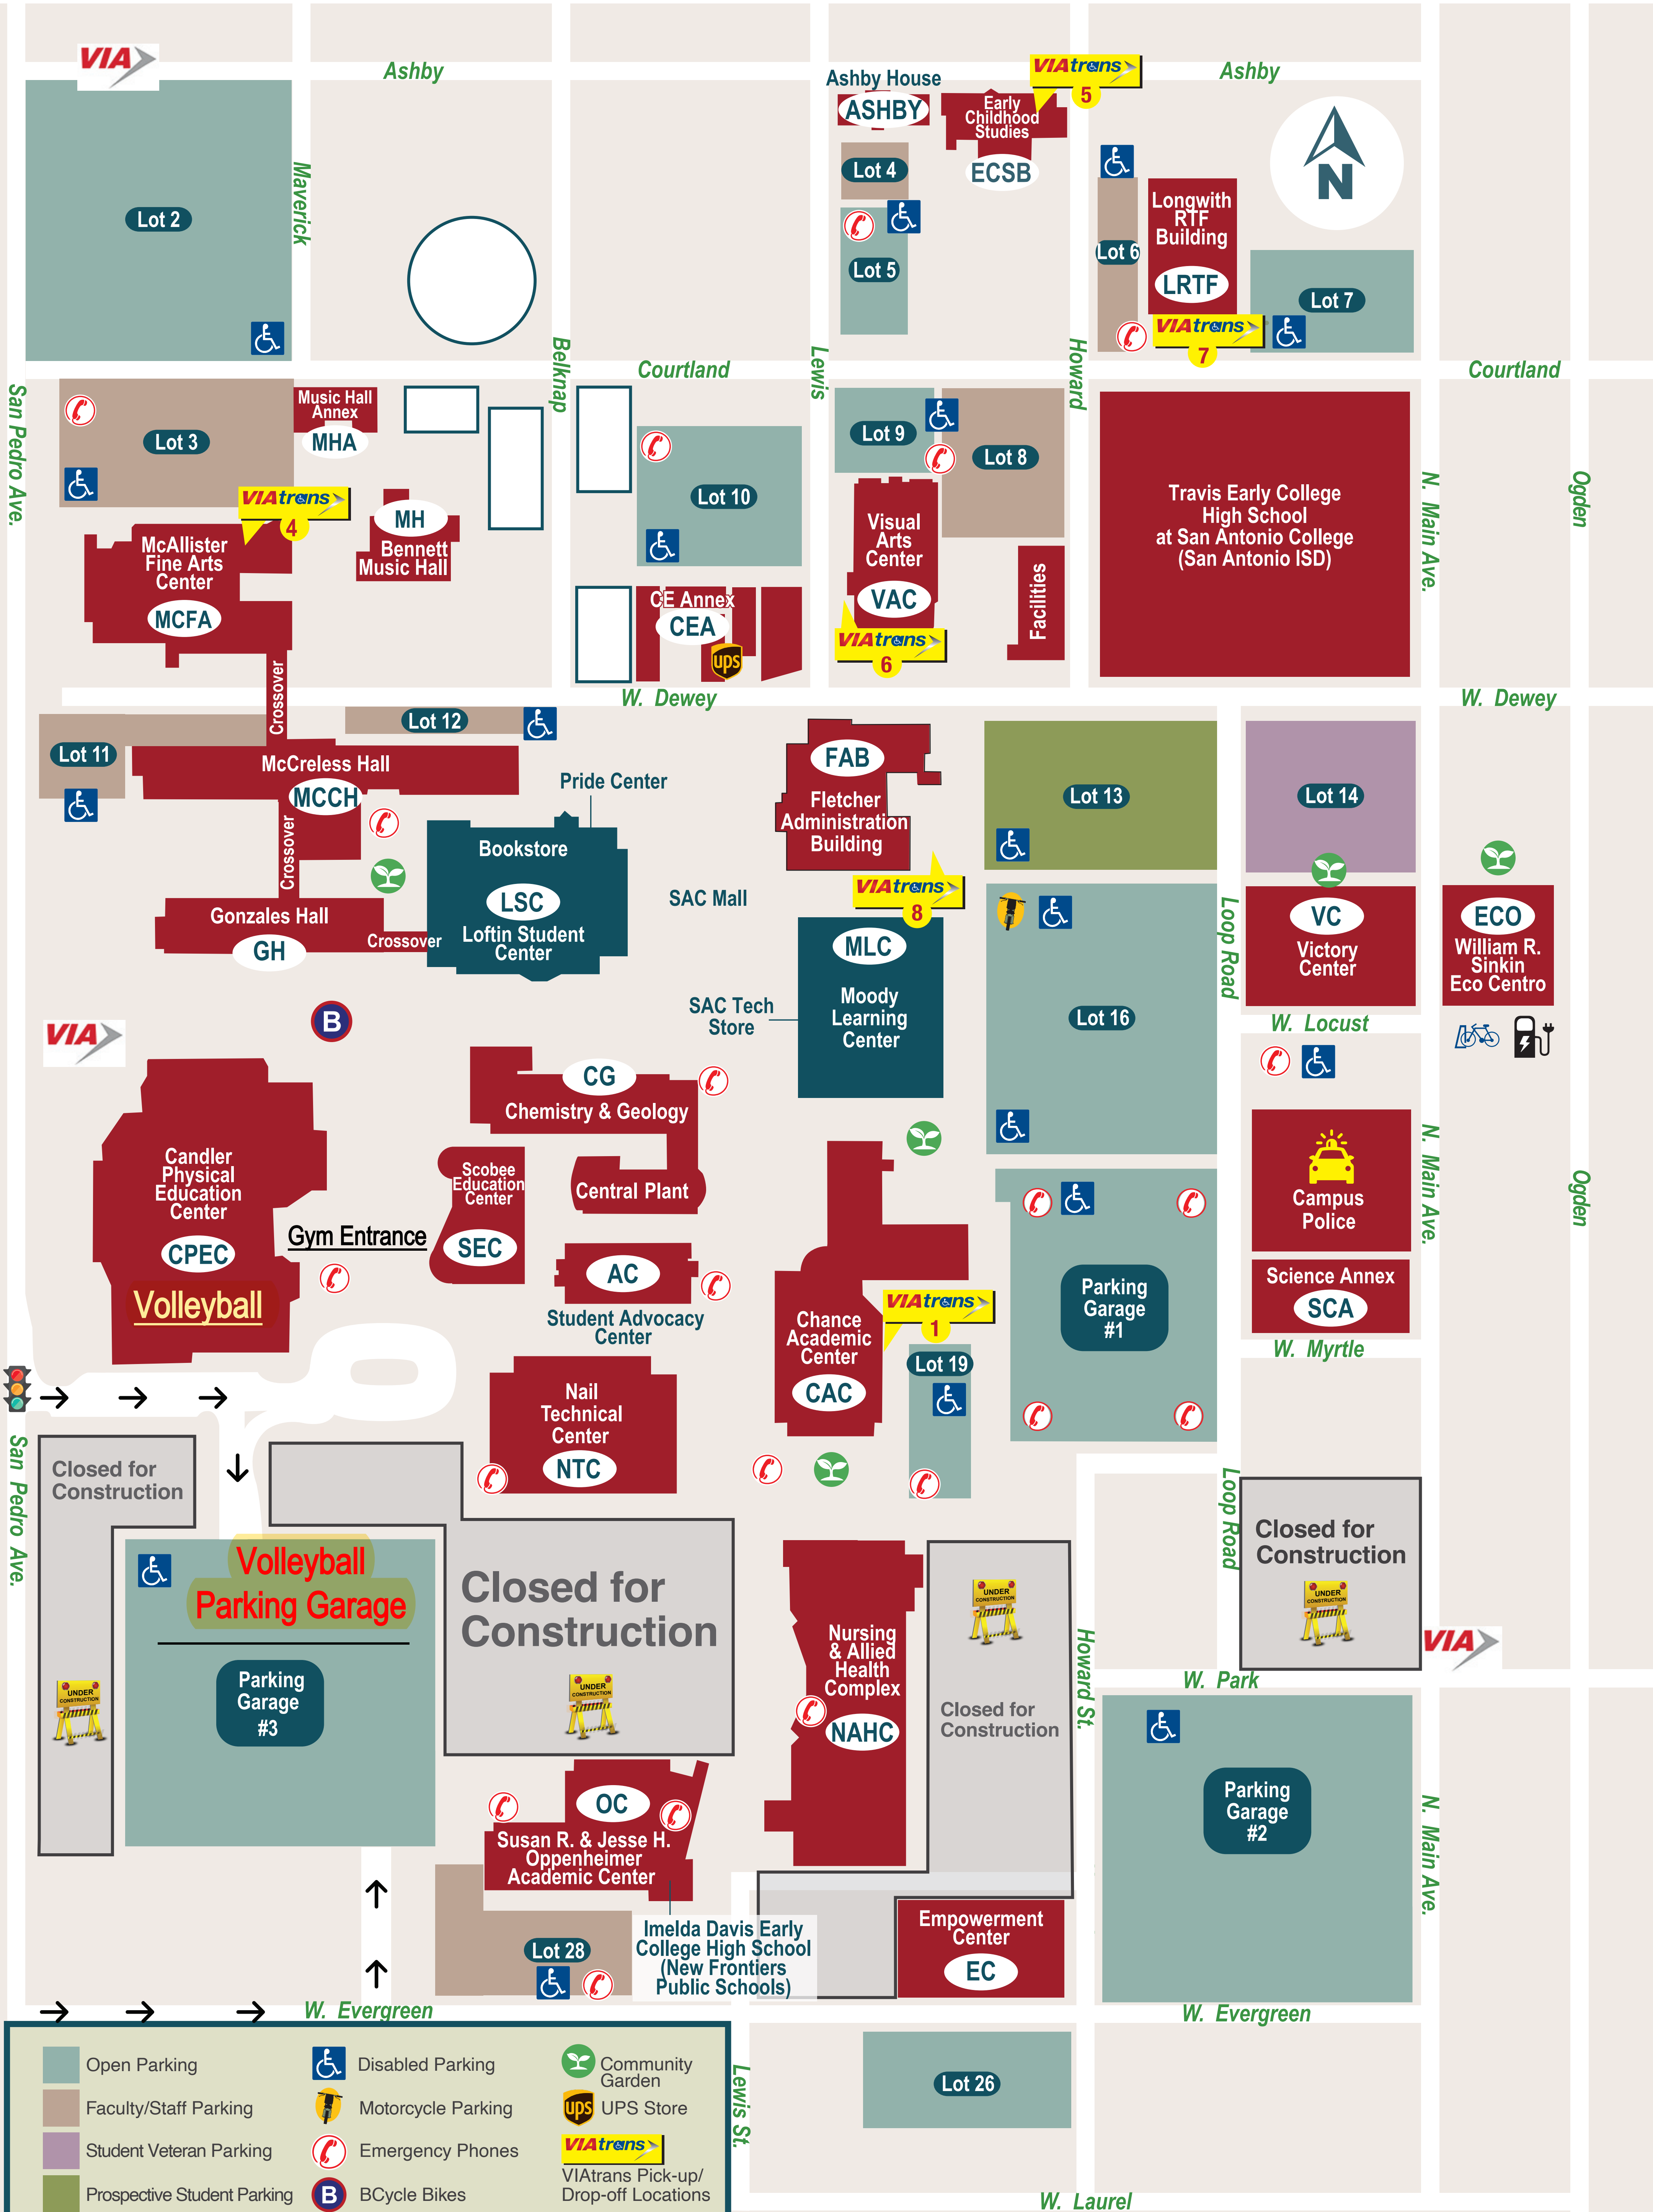 VIA
Ashby
Ashby House
ASHBY
Early
Childhood
Studies
ECSB
VIAtrans
5
Ashby
Lot 2
Maverick
Lot 4
Lot 5
Lot 6
Longwith
RTF
Building
LRTF
N
Lot 7
VIAtrans
7
San Pedro Ave.
Belknap
Courtland
Lewis
Howard
Courtland
Lot 3
Music Hall
Annex
MHA
VIAtrans
4
MH
Bennett
Music Hall
McAllister
Fine Arts
Center
MCFA
Lot 10
Lot 9
Lot 8
Visual
Arts
Center
VAC
VIAtrans
6
Facilities
Travis Early College
High School
at San Antonio College
(San Antonio ISD)
N. Main Ave.
Ogden
CE Annex
CEA
ups
Crossover
W. Dewey
W. Dewey
Lot 11
Lot 12
McCreless Hall
MCCH
Crossover
Pride Center
Bookstore
LSC
Loftin Student
Center
Gonzales Hall
GH
Crossover
SAC Mall
FAB
Fletcher
Administration
Building
VIAtrans
8
Lot 13
Lot 14
MLC
Moody
Learning
Center
SAC Tech
Store
Lot 16
Loop Road
VC
Victory
Center
ECO
William R.
Sinkin
Eco Centro
W. Locust
VIA
B
CG
Chemistry & Geology
Candler
Physical
Education
Center
CPEC
Volleyball
Gym Entrance
Scobee
Education
Center
SEC
Central Plant
AC
Student Advocacy
Center
Chance
Academic
Center
CAC
VIAtrans
1
Lot 19
Parking
Garage
#1
Campus
Police
Science Annex
SCA
W. Myrtle
N. Main Ave.
Ogden
Nail
Technical
Center
NTC
San Pedro Ave.
Closed for
Construction
Volleyball
Parking Garage
Parking
Garage
#3
UNDER
CONSTRUCTION
Closed for
Construction
UNDER
CONSTRUCTION
Nursing
& Allied
Health
Complex
NAHC
UNDER
CONSTRUCTION
Closed for
Construction
Howard St.
Loop Road
Closed for
Construction
UNDER
CONSTRUCTION
VIA
W. Park
Parking
Garage
#2
N. Main Ave.
OC
Susan R. & Jesse H.
Oppenheimer
Academic Center
Lot 28
Imelda Davis Early
College High School
(New Frontiers
Public Schools)
Empowerment
Center
EC
W. Evergreen
W. Evergreen
Lot 26
Lewis St.
W. Laurel
Open Parking
Faculty/Staff Parking
Student Veteran Parking
Prospective Student Parking
Disabled Parking
Motorcycle Parking
Emergency Phones
B
BCycle Bikes
Community
Garden
ups
UPS Store
VIAtrans
VIAtrans Pick-up/
Drop-off Locations